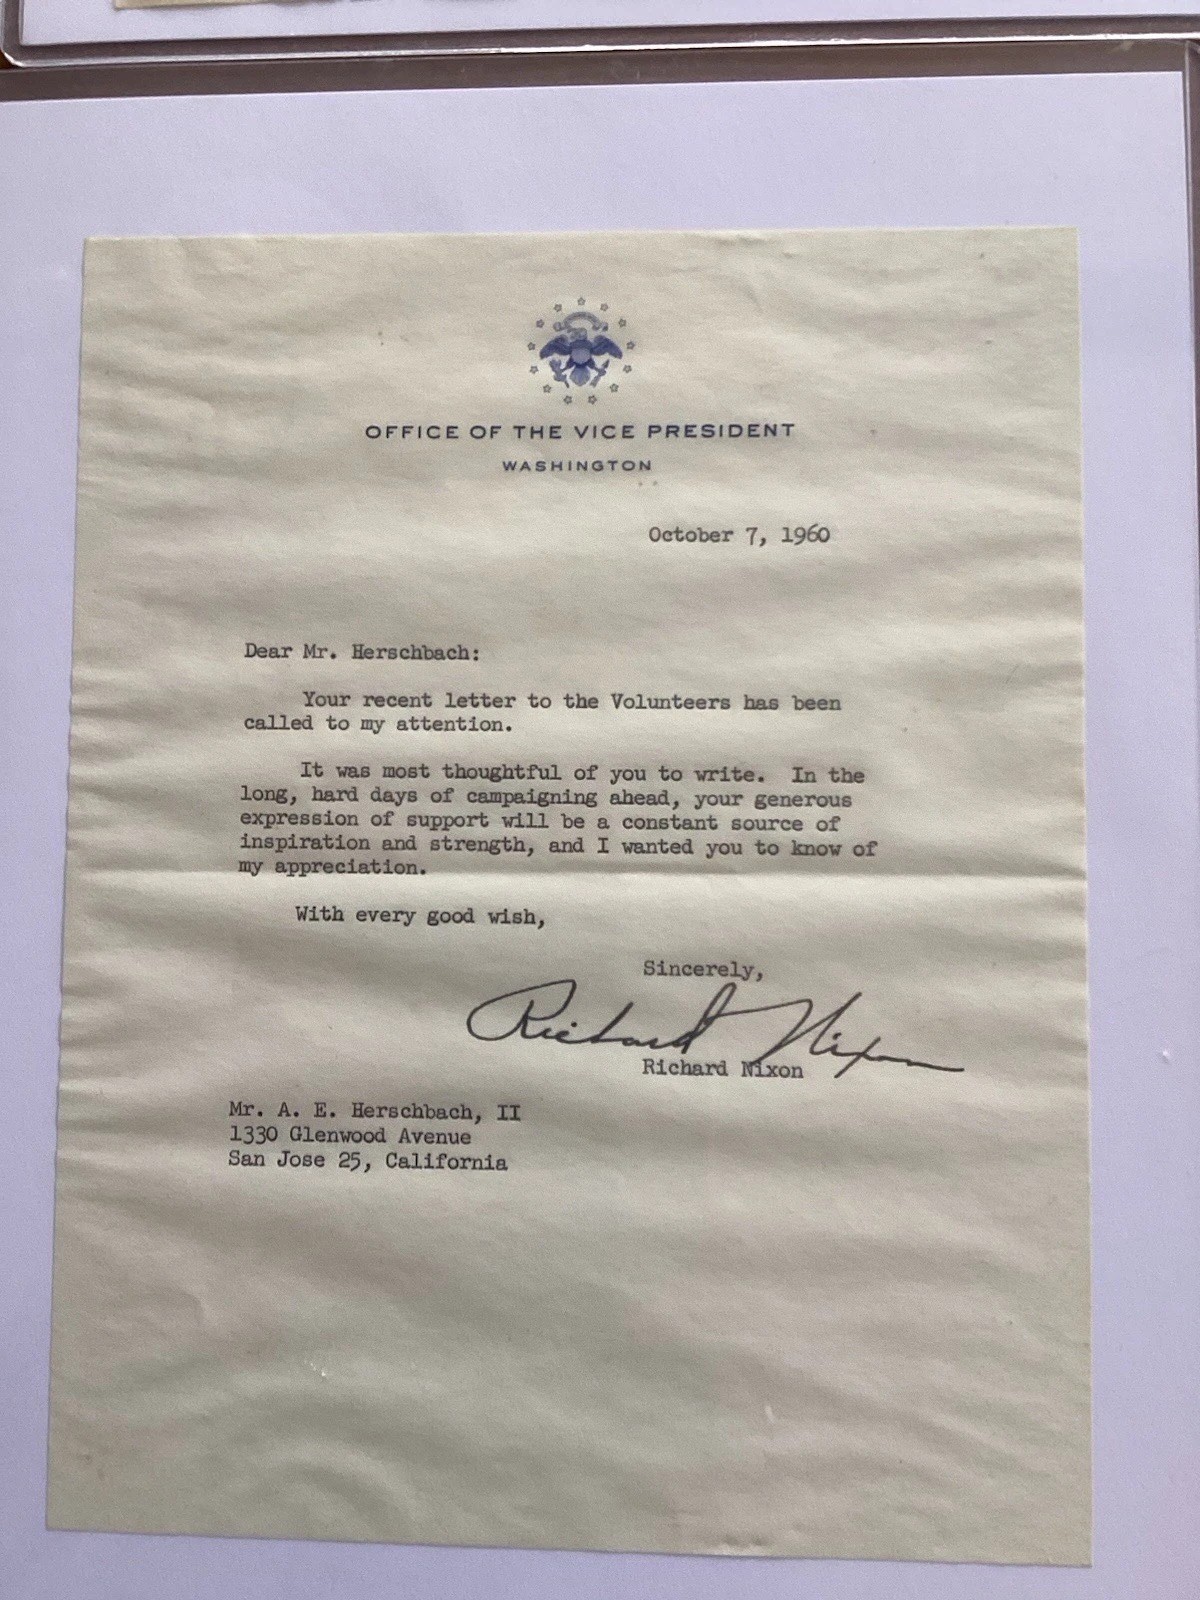 OFFICE OF THE VICE PRESIDENT
WASHINGTON
October 7, 1960
Dear Mr. Herschbach:
Your recent letter to the Volunteers has been
called to my attention.
It was most thoughtful of you to write. In the
long, hard days of campaigning ahead, your generous
expression of support will be a constant source of
inspiration and strength, and I wanted you to know of
my appreciation.
With every good wish,
Sincerely,
Richard Nixon
Richard Nixon
Mr. A. E. Herschbach, II
1330 Glenwood Avenue
San Jose 25, California